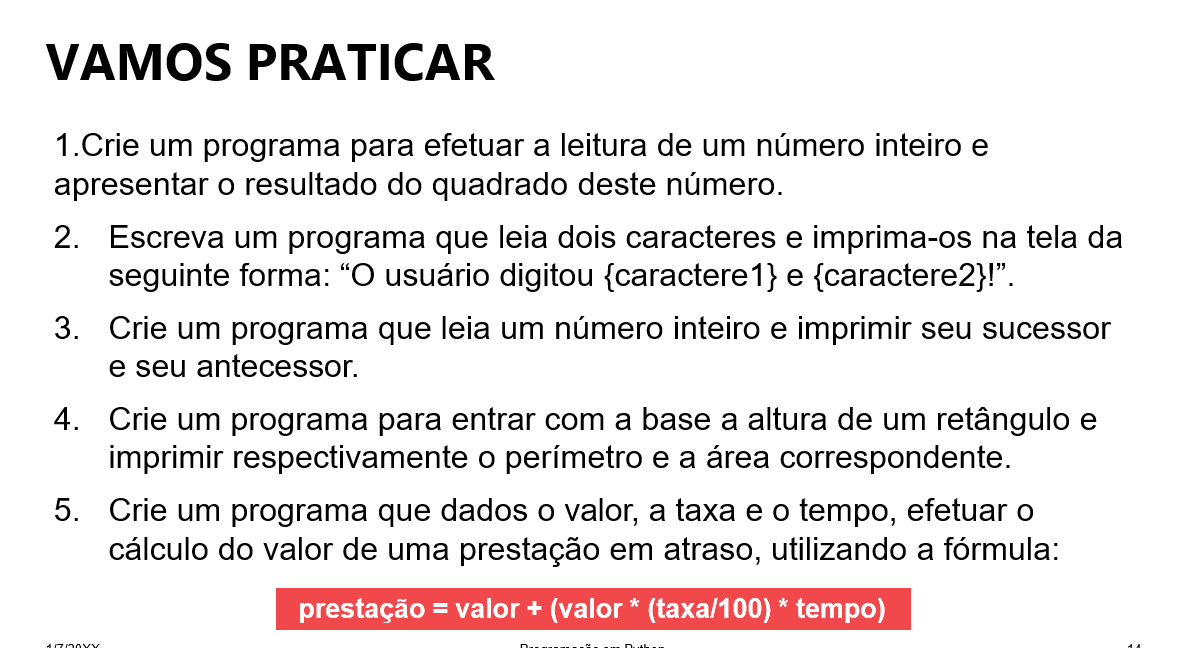 VAMOS PRATICAR
1.Crie um programa para efetuar a leitura de um número inteiro e
apresentar o resultado do quadrado deste número.
2. Escreva um programa que leia dois caracteres e imprima-os na tela da
seguinte forma: “O usuário digitou {caractere1} e {caractere2}!”.
3. Crie um programa que leia um número inteiro e imprimir seu sucessor
e seu antecessor.
4. Crie um programa para entrar com a base a altura de um retângulo e
imprimir respectivamente o perímetro e a área correspondente.
5. Crie um programa que dados o valor, a taxa e o tempo, efetuar o
cálculo do valor de uma prestação em atraso, utilizando a fórmula:
prestação = valor + (valor * (taxa/100) * tempo)
1/7/20XX Programação em Python 14